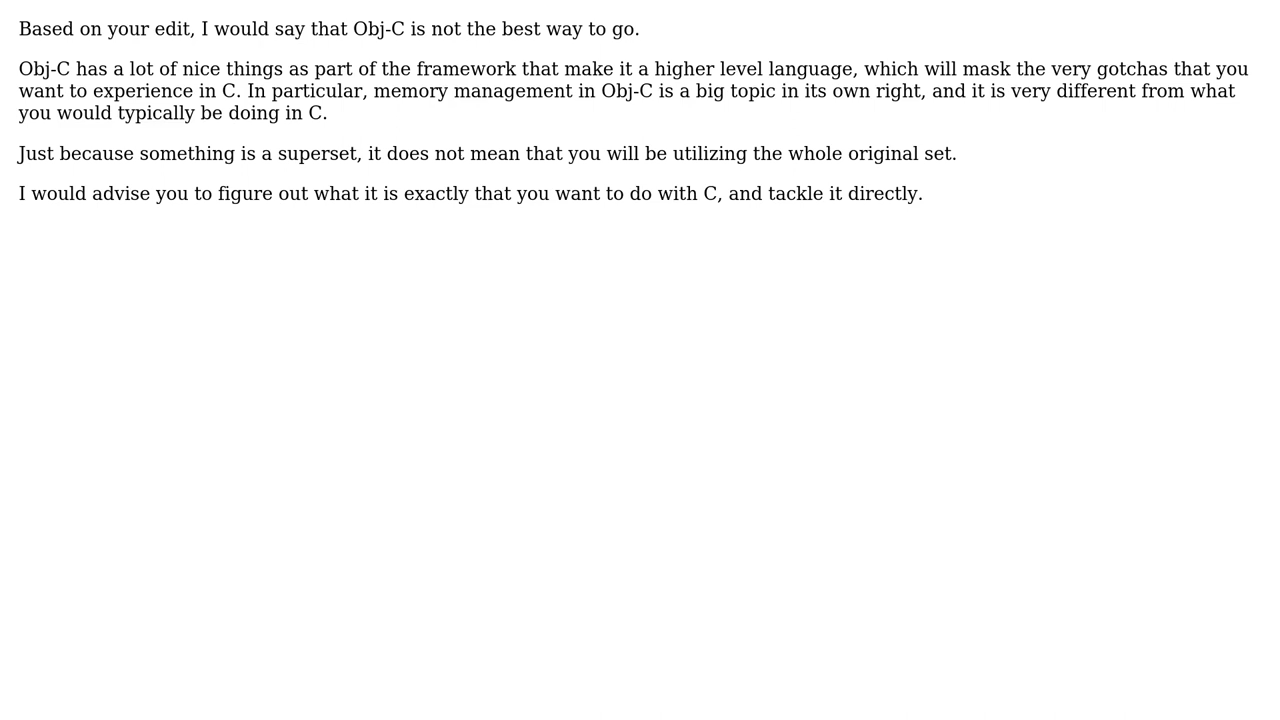 Based on your edit, I would say that Obj-C is not the best way to go.
Obj-C has a lot of nice things as part of the framework that make it a higher level language, which will mask the very gotchas that you
want to experience in C. In particular, memory management in Obj-C is a big topic in its own right, and it is very different from what
you would typically be doing in C.
Just because something is a superset, it does not mean that you will be utilizing the whole original set.
I would advise you to figure out what it is exactly that you want to do with C, and tackle it directly.